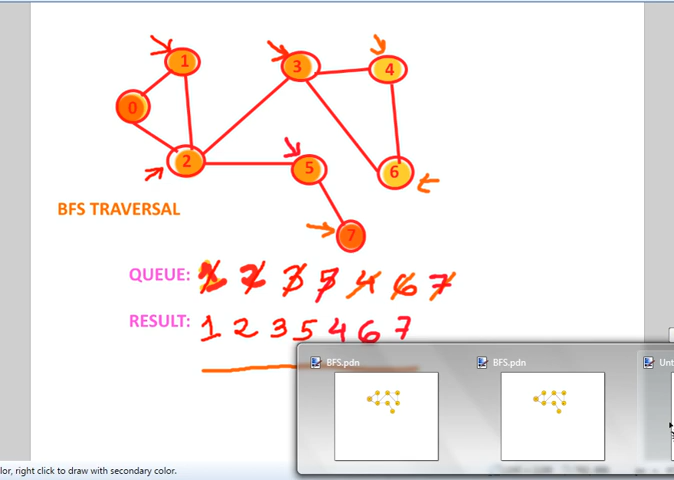 1
3
4
0
2
5
6
7
BFS TRAVERSAL
QUEUE: 1 2 3 5 4 6 7
RESULT: 1 2 3 5 4 6 7
BFS.pdn BFS.pdn Unt
olor, right click to draw with secondary color.